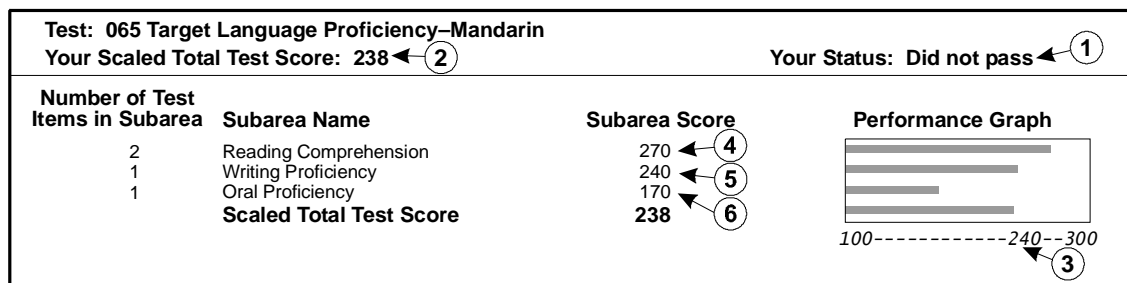 Test: 065 Target Language Proficiency–Mandarin
Your Scaled Total Test Score: 238 2 Your Status: Did not pass 1
Number of Test
Items in Subarea Subarea Name Subarea Score Performance Graph
2 Reading Comprehension 270 4
1 Writing Proficiency 240 5
1 Oral Proficiency 170 6
Scaled Total Test Score 238
100-------------240--300
3